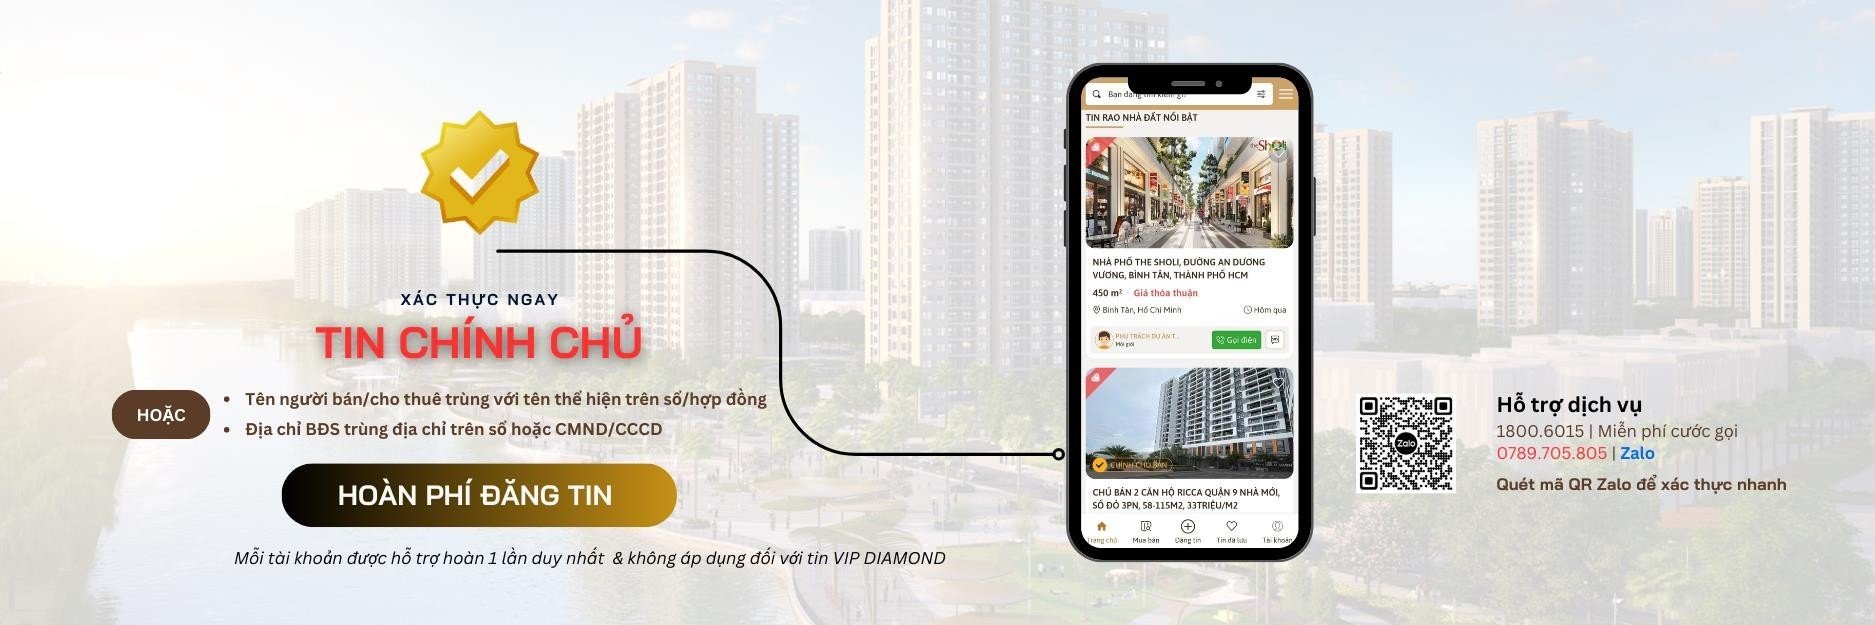 XÁC THỰC NGAY
TIN CHÍNH CHỦ
HOẶC
• Tên người bán/cho thuê trùng với tên thể hiện trên sổ/hợp đồng
• Địa chỉ BĐS trùng địa chỉ trên sổ hoặc CMND/CCCD
HOÀN PHÍ ĐĂNG TIN
Mỗi tài khoản được hỗ trợ hoàn 1 lần duy nhất & không áp dụng đối với tin VIP DIAMOND
Bạn đang tìm kiếm gì
TIN RAO NHÀ ĐẤT NỔI BẬT
the Sholi
NHÀ PHỐ THE SHOLI, ĐƯỜNG AN DƯƠNG
VƯƠNG, BÌNH TÂN, THÀNH PHỐ HCM
450 m² · Giá thỏa thuận
Bình Tân, Hồ Chí Minh Hôm qua
PHỤ TRÁCH DỰ ÁN T...
Môi giới
Gọi điện
CHÍNH CHỦ BÁN
CHỦ BÁN 2 CĂN HỘ RICCA QUẬN 9 NHÀ MỚI,
SỔ ĐỎ 3PN, 58-115M2, 33TRIỆU/M2
Trang chủ Mua bán Đăng tin Tin đã lưu Tài khoản
Zalo
Hỗ trợ dịch vụ
1800.6015 | Miễn phí cước gọi
0789.705.805 | Zalo
Quét mã QR Zalo để xác thực nhanh